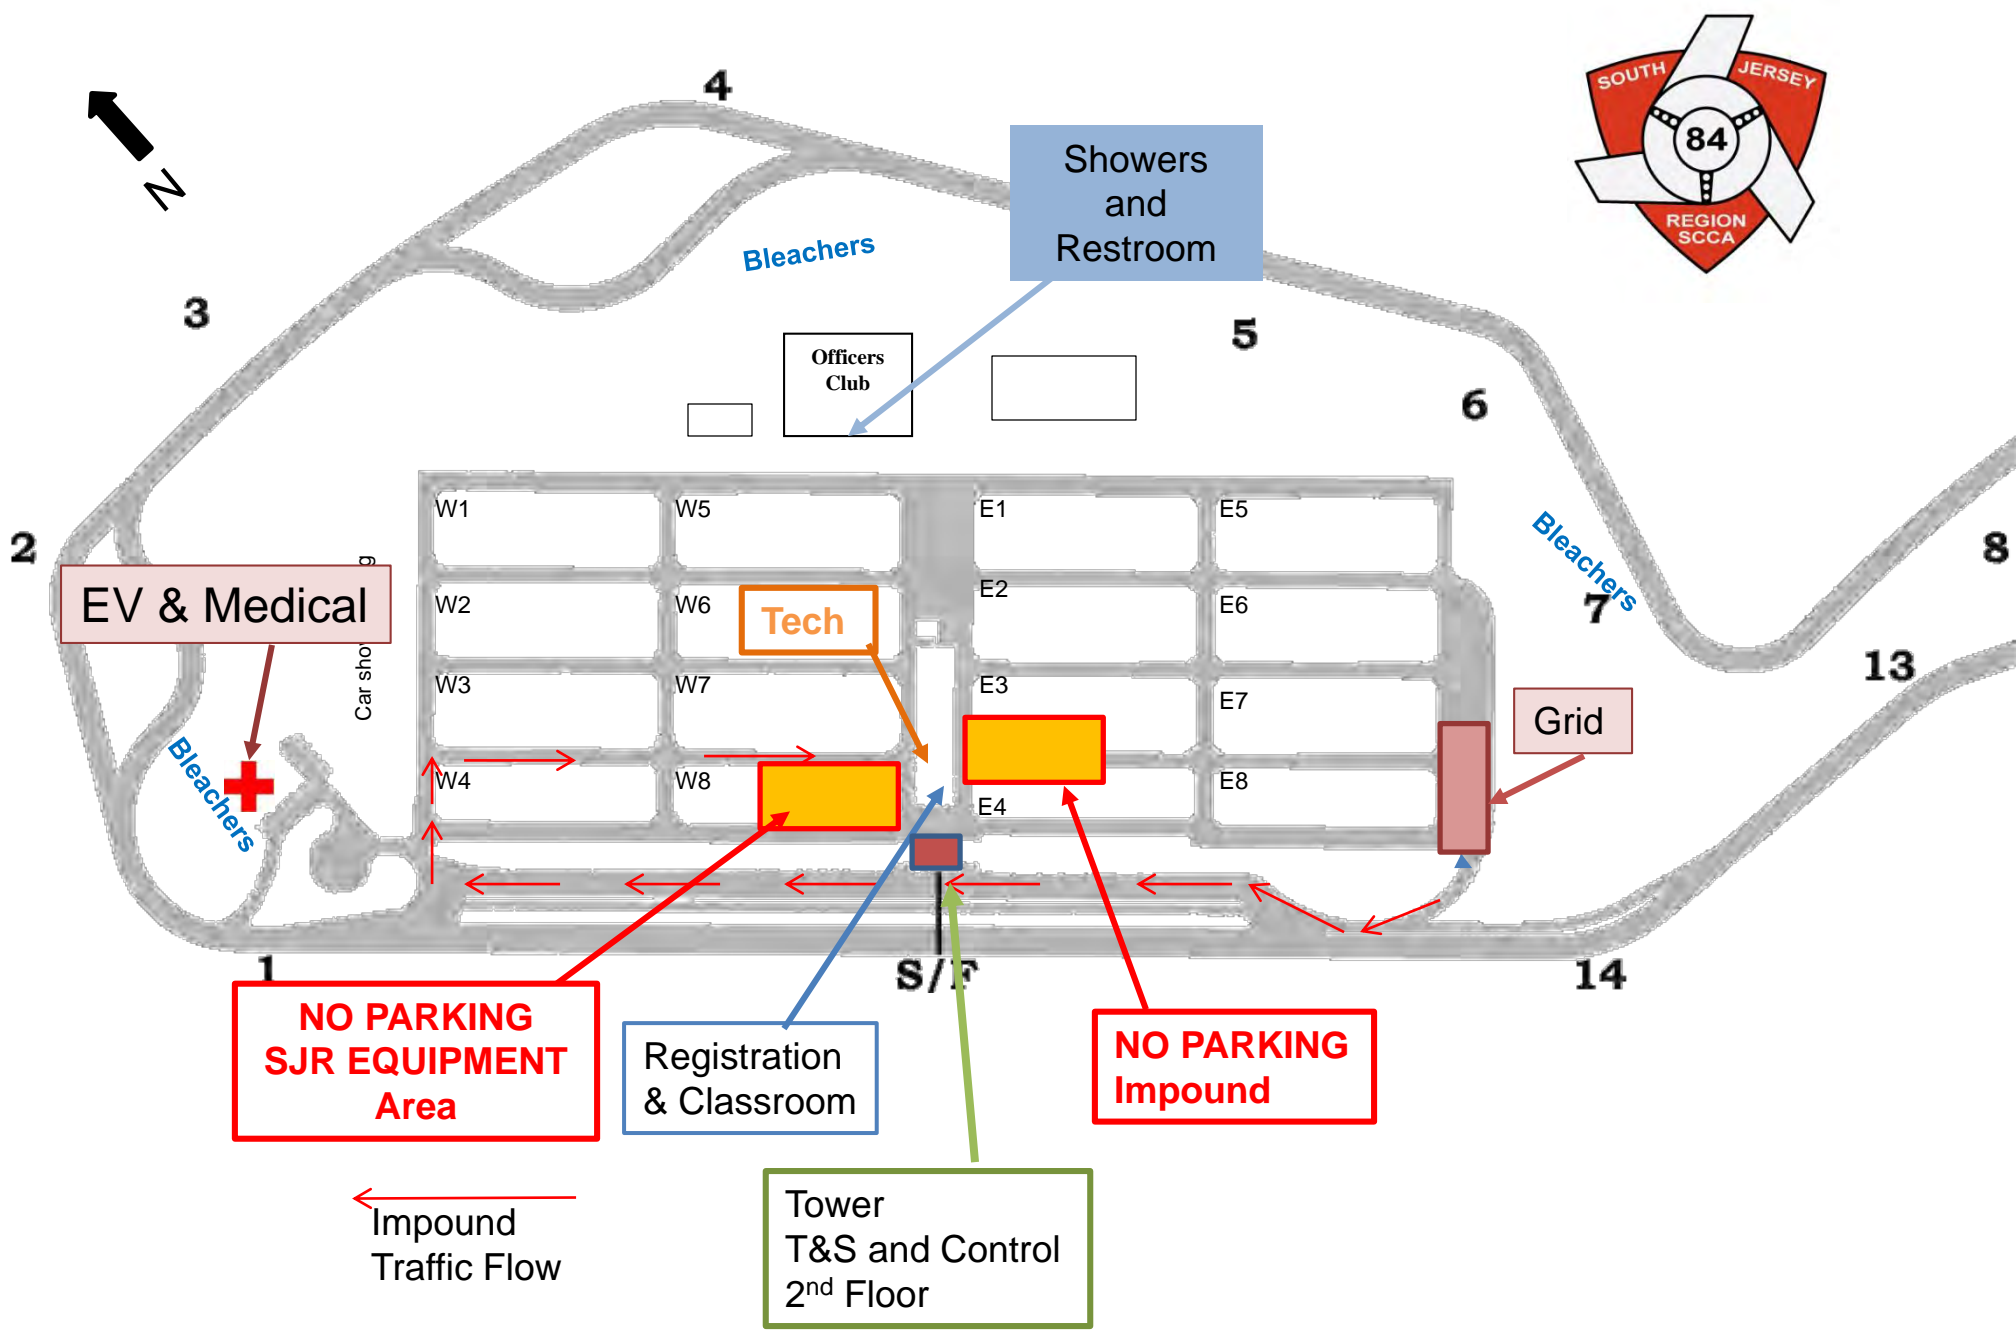 SOUTH JERSEY
84
REGION
SCCA
N
4
Showers
and
Restroom
Bleachers
3
5
Officers
Club
6
W1
W5
E1
E5
Bleachers
2
8
EV & Medical
Car sho
g
W2
W6
E2
E6
Tech
7
13
W3
W7
E3
E7
Grid
Bleachers
W4
W8
E4
E8
1
S/F
14
NO PARKING
SJR EQUIPMENT
Area
Registration
& Classroom
NO PARKING
Impound
Impound
Traffic Flow
Tower
T&S and Control
2nd Floor